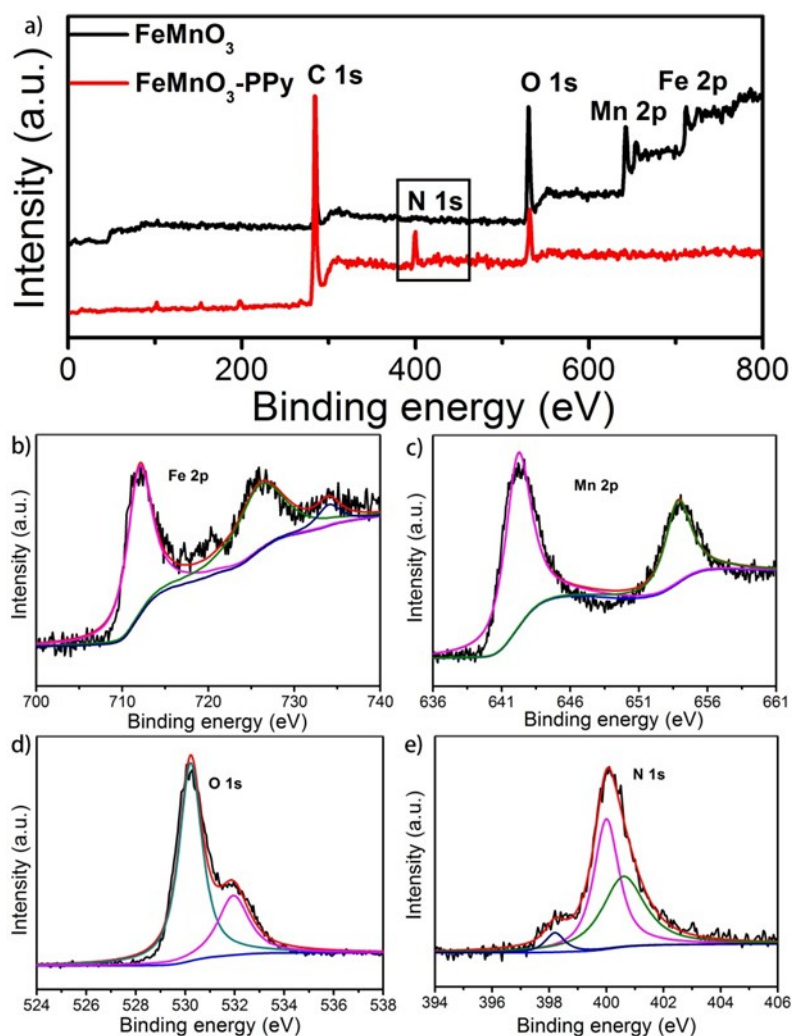 a)
FeMnO₃
FeMnO₃-PPy
C 1s
N 1s
O 1s
Mn 2p
Fe 2p
Intensity (a.u.)
0 200 400 600 800
Binding energy (eV)
b)
Fe 2p
Intensity (a.u.)
700 710 720 730 740
Binding energy (eV)
c)
Mn 2p
Intensity (a.u.)
636 641 646 651 656 661
Binding energy (eV)
d)
O 1s
Intensity (a.u.)
524 526 528 530 532 534 536 538
Binding energy (eV)
e)
N 1s
Intensity (a.u.)
394 396 398 400 402 404 406
Binding energy (eV)